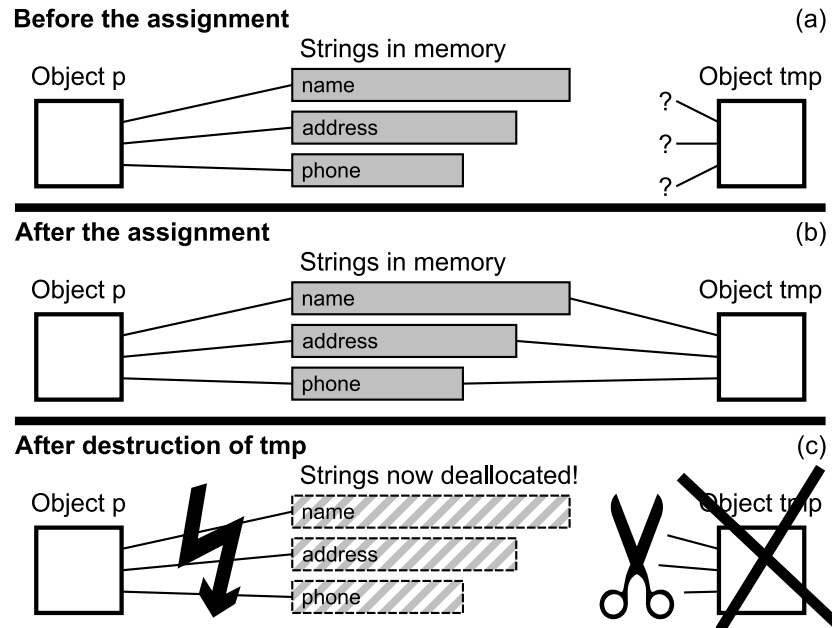 Before the assignment (a)
Strings in memory
Object p
Object tmp
name
address
phone
?
?
?
After the assignment (b)
Strings in memory
Object p
Object tmp
name
address
phone
After destruction of tmp (c)
Strings now deallocated!
Object p
Object tmp
name
address
phone